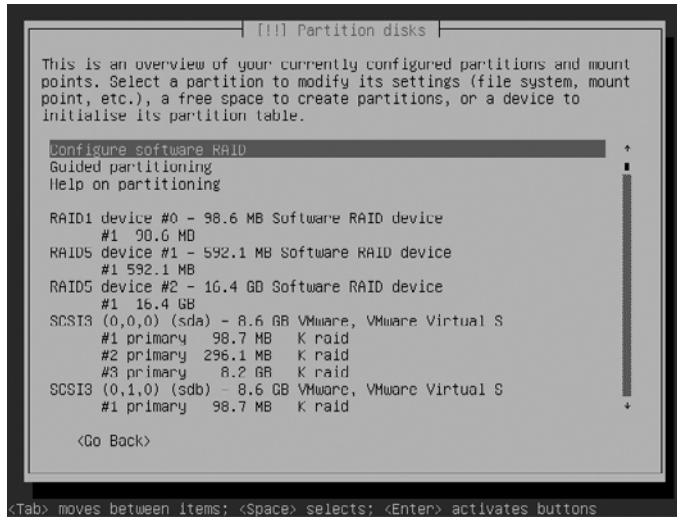 [!!] Partition disks
This is an overview of your currently configured partitions and mount
points. Select a partition to modify its settings (file system, mount
point, etc.), a free space to create partitions, or a device to
initialise its partition table.
Configure software RAID
Guided partitioning
Help on partitioning
RAID1 device #0 - 98.6 MB Software RAID device
#1 98.6 MB
RAID5 device #1 - 592.1 MB Software RAID device
#1 592.1 MB
RAID5 device #2 - 16.4 GB Software RAID device
#1 16.4 GB
SCSI3 (0,0,0) (sda) - 8.6 GB VMware, VMware Virtual S
#1 primary 98.7 MB K raid
#2 primary 296.1 MB K raid
#3 primary 8.2 GB K raid
SCSI3 (0,1,0) (sdb) - 8.6 GB VMware, VMware Virtual S
#1 primary 98.7 MB K raid
<Go Back>
<Tab> moves between items; <Space> selects; <Enter> activates buttons